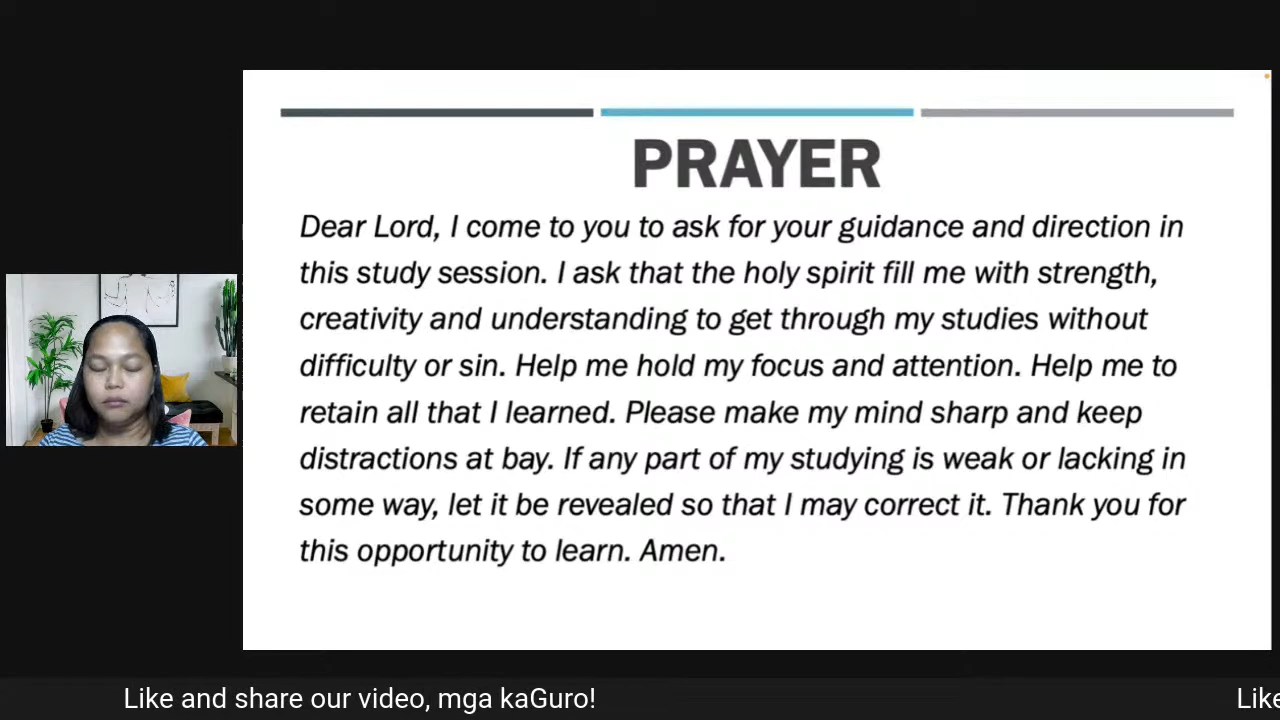 PRAYER
Dear Lord, I come to you to ask for your guidance and direction in
this study session. I ask that the holy spirit fill me with strength,
creativity and understanding to get through my studies without
difficulty or sin. Help me hold my focus and attention. Help me to
retain all that I learned. Please make my mind sharp and keep
distractions at bay. If any part of my studying is weak or lacking in
some way, let it be revealed so that I may correct it. Thank you for
this opportunity to learn. Amen.
Like and share our video, mga kaGuro!
Like